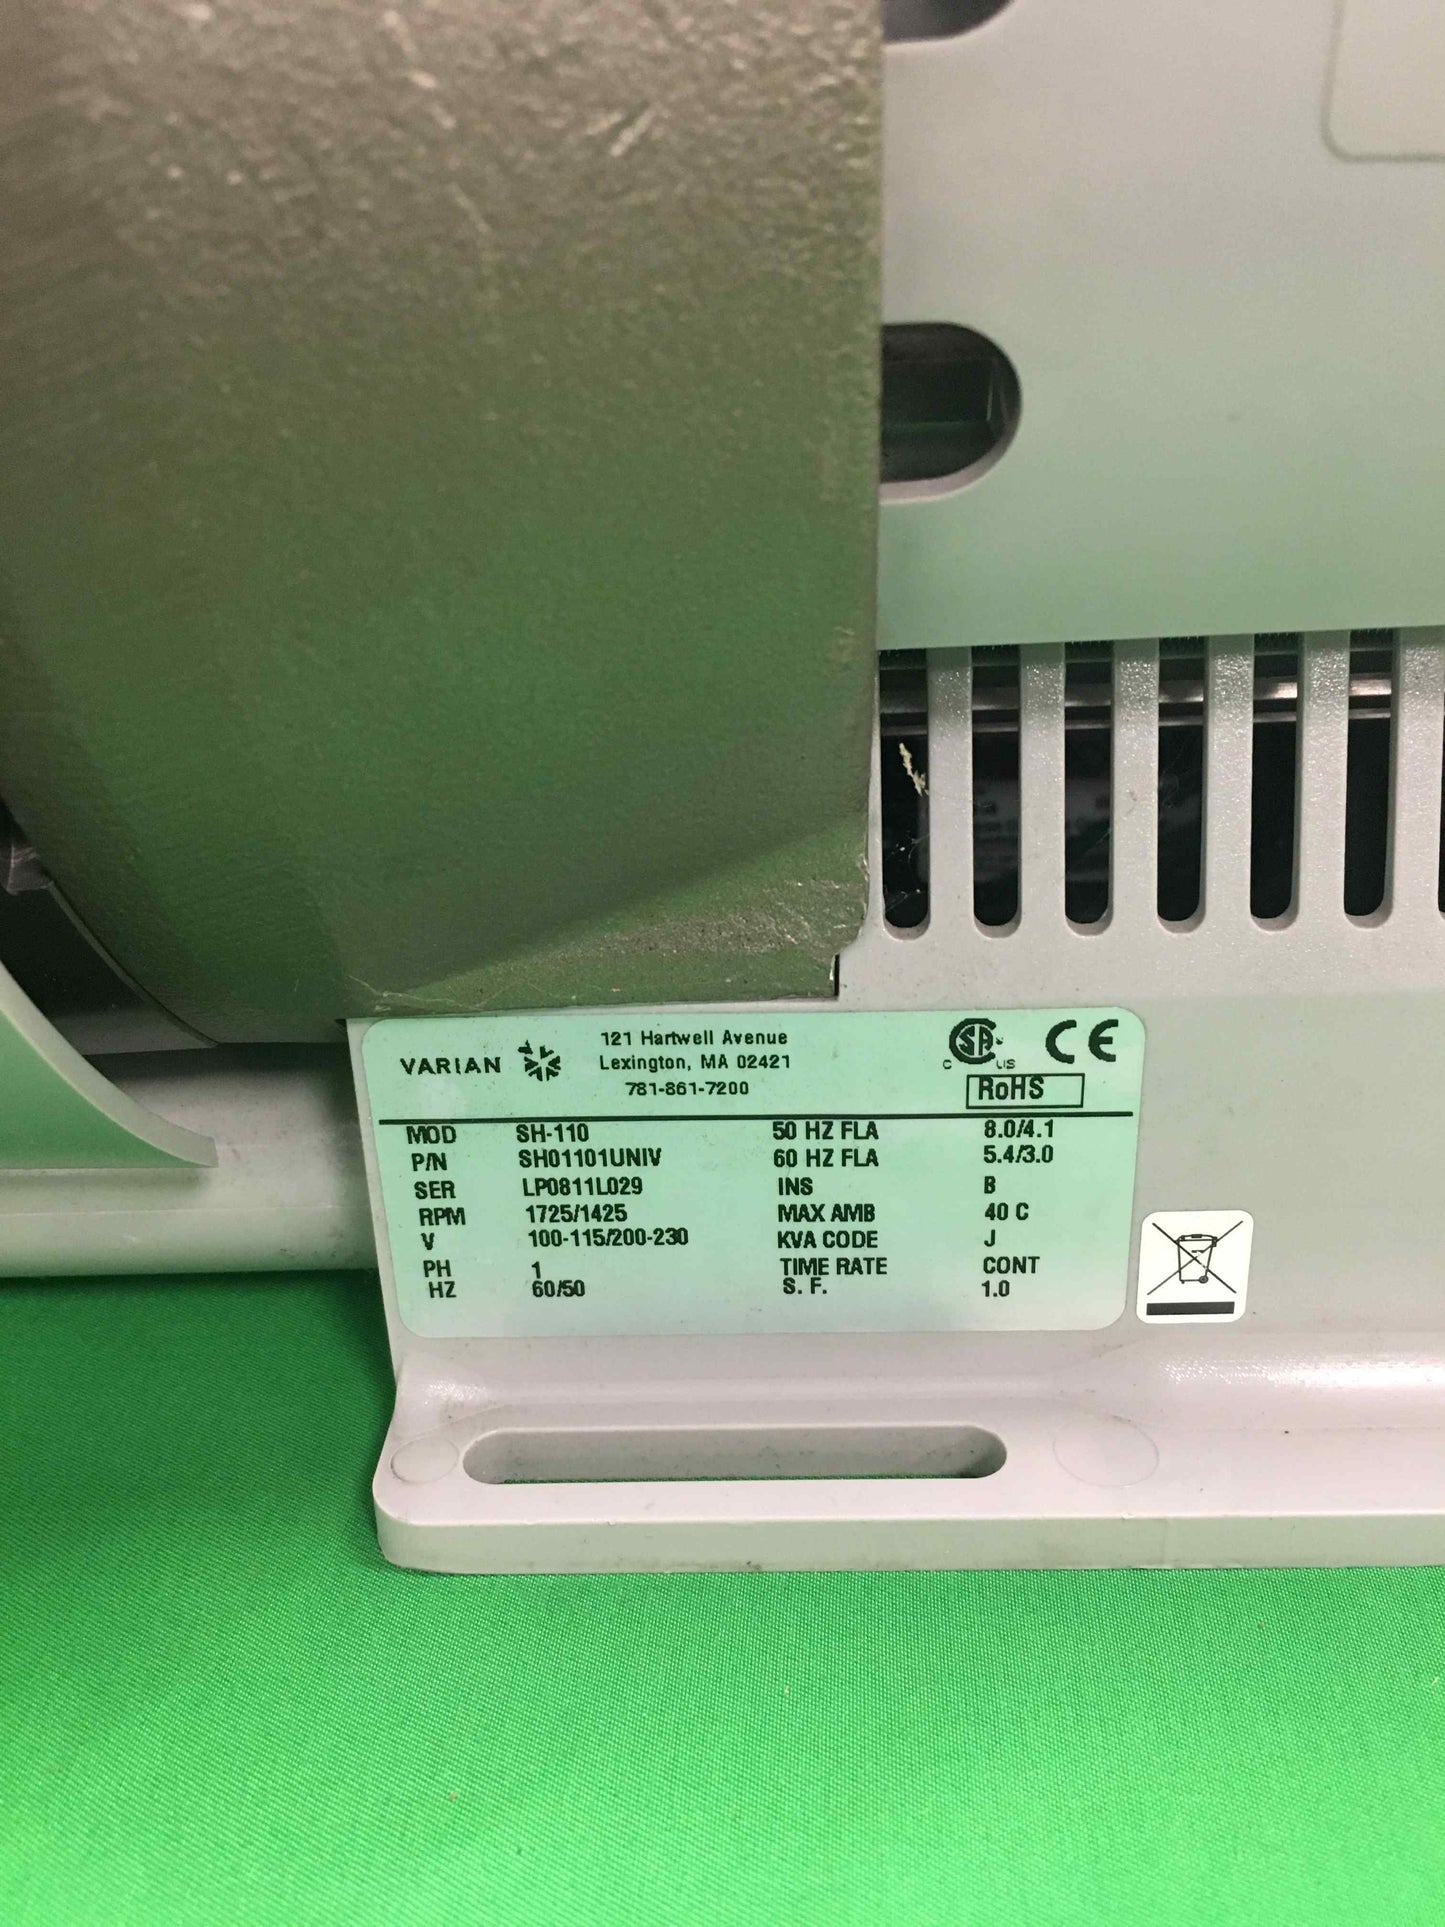 VARIAN
121 Hartwell Avenue
Lexington, MA 02421
781-861-7200
C SA US CE
RoHS
MOD SH-110 50 HZ FLA 8.0/4.1
P/N SH01101UNIV 60 HZ FLA 5.4/3.0
SER LP0811L029 INS B
RPM 1725/1425 MAX AMB 40 C
V 100-115/200-230 KVA CODE J
PH 1 TIME RATE CONT
HZ 60/50 S. F. 1.0